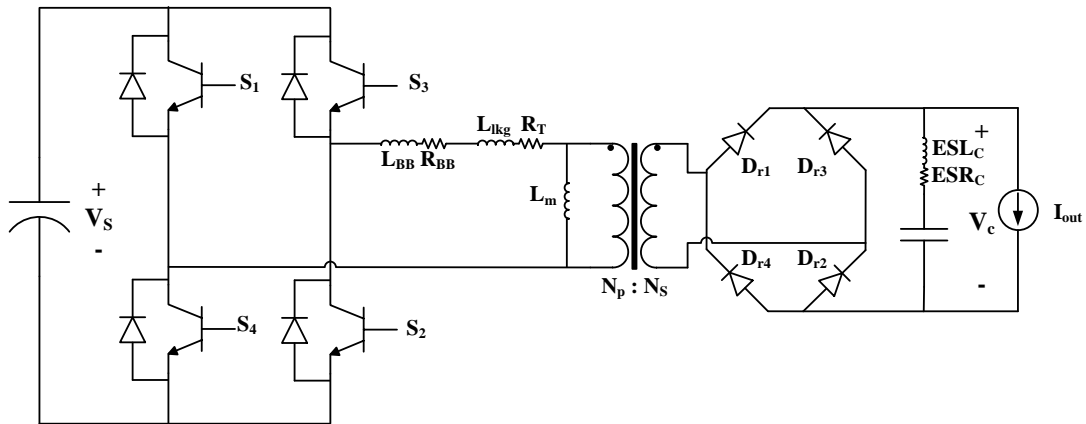 S1
S3
Llkg
RT
LBB
RBB
Lm
Dr1
Dr3
+
ESLC
ESRC
+
VS
-
Vc
Iout
Dr4
Dr2
-
Np : NS
S4
S2